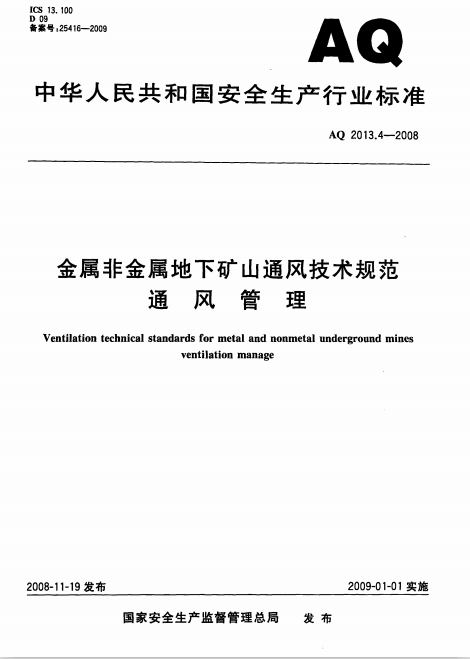 ICS 13.100
D 09
备案号:25416—2009
AQ
中华人民共和国安全生产行业标准
AQ 2013.4—2008
金属非金属地下矿山通风技术规范
通风管理
Ventilation technical standards for metal and nonmetal underground mines
ventilation manage
2008-11-19 发布
2009-01-01 实施
国家安全生产监督管理总局 发布